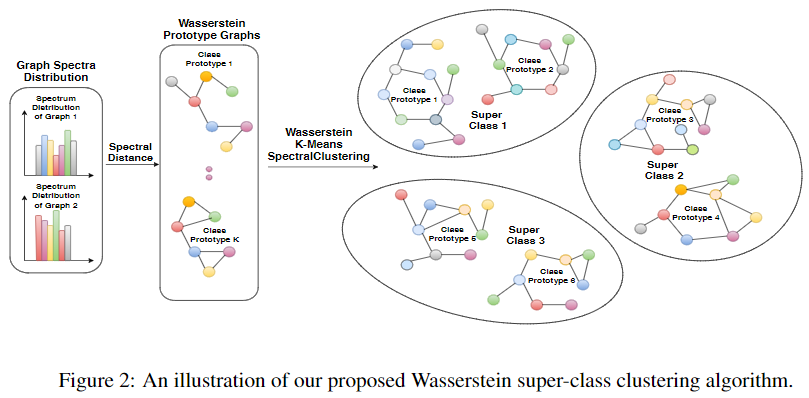 Graph Spectra
Distribution
Spectrum
Distribution
of Graph 1
Spectrum
Distribution
of Graph 2
Spectral
Distance
Wasserstein
Prototype Graphs
Class
Prototype 1
Class
Prototype K
Wasserstein
K-Means
SpectralClustering
Class
Prototype 1
Class
Prototype 2
Super
Class 1
Class
Prototype 3
Super
Class 2
Class
Prototype 4
Class
Prototype 5
Super
Class 3
Class
Prototype 6
Figure 2: An illustration of our proposed Wasserstein super-class clustering algorithm.